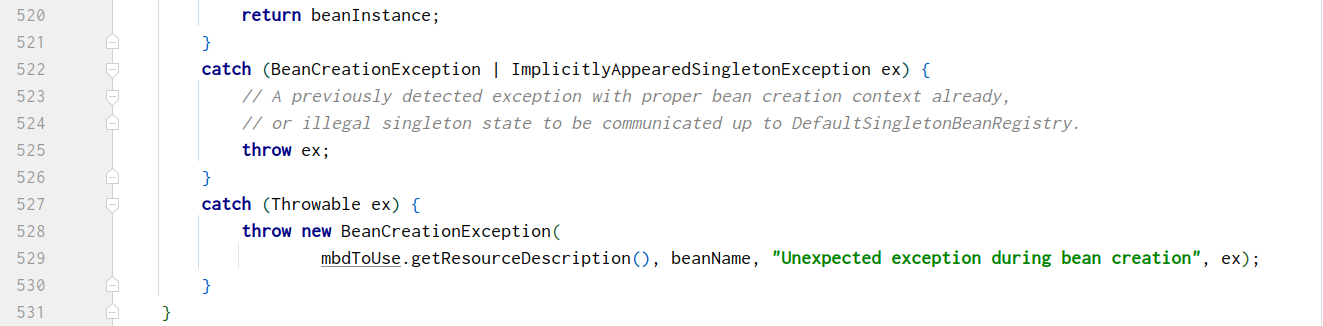 520 return beanInstance;
521 }
522 catch (BeanCreationException | ImplicitlyAppearedSingletonException ex) {
523 // A previously detected exception with proper bean creation context already,
524 // or illegal singleton state to be communicated up to DefaultSingletonBeanRegistry.
525 throw ex;
526 }
527 catch (Throwable ex) {
528 throw new BeanCreationException(
529 mbdToUse.getResourceDescription(), beanName, "Unexpected exception during bean creation", ex);
530 }
531 }